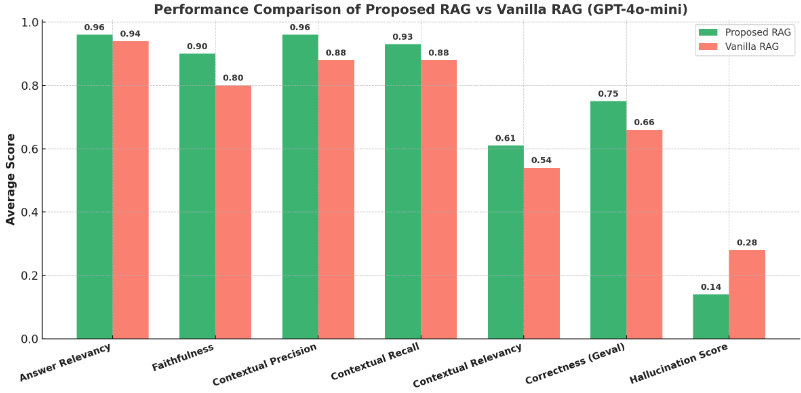 Performance Comparison of Proposed RAG vs Vanilla RAG (GPT-4o-mini)
Proposed RAG
Vanilla RAG
Average Score
1.0
0.8
0.6
0.4
0.2
0.0
0.96
0.94
0.90
0.80
0.96
0.88
0.93
0.88
0.61
0.54
0.75
0.66
0.14
0.28
Answer Relevancy
Faithfulness
Contextual Precision
Contextual Recall
Contextual Relevancy
Correctness (Geval)
Hallucination Score